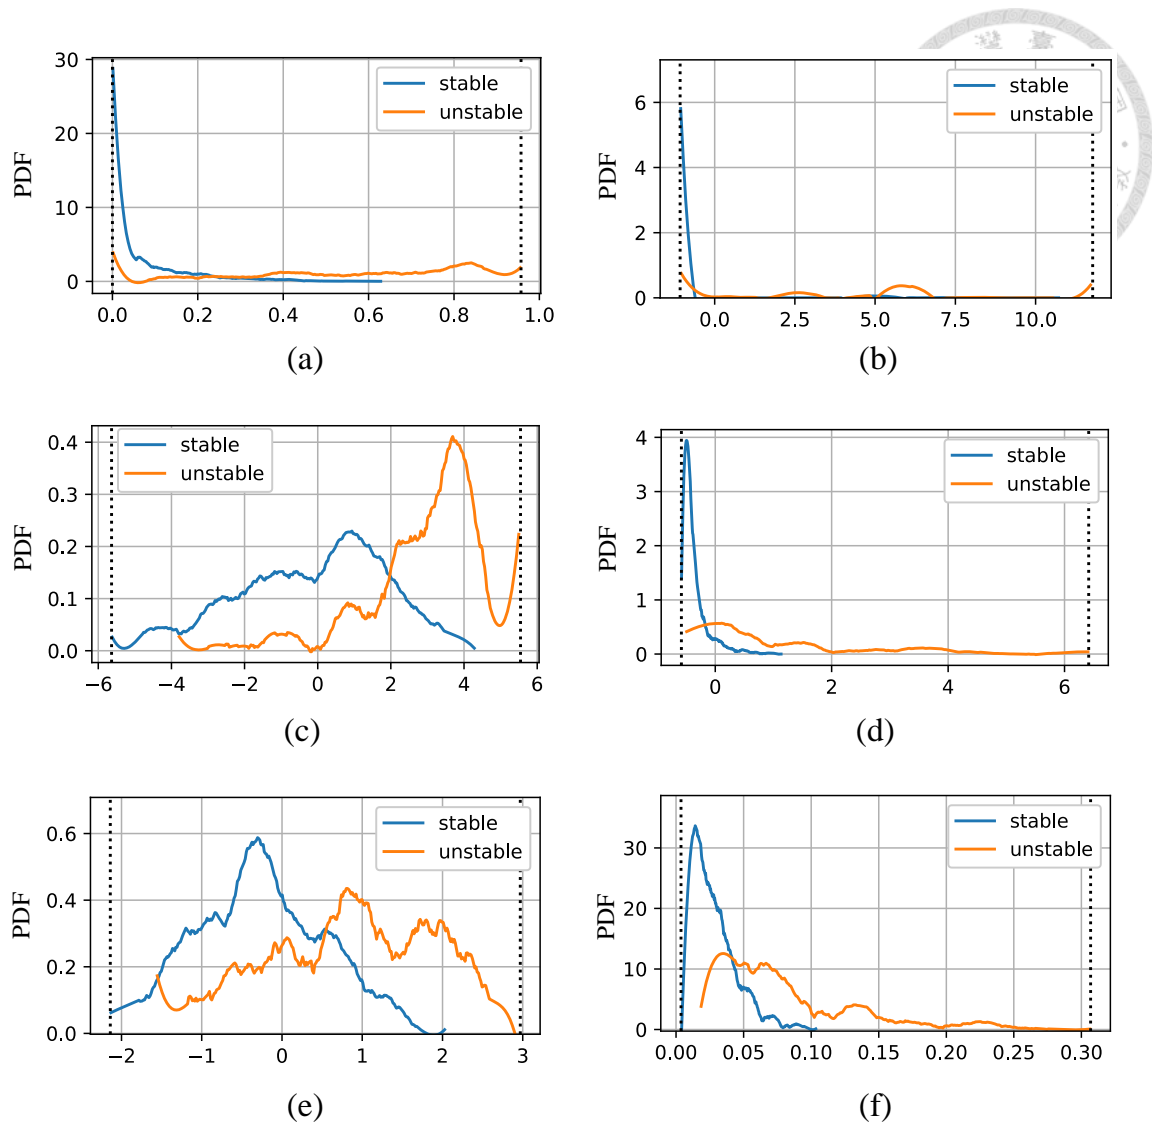 30
20
10
0
PDF
stable
unstable
0.0 0.2 0.4 0.6 0.8 1.0
(a)
6
4
2
0
PDF
stable
unstable
0.0 2.5 5.0 7.5 10.0
(b)
0.4
0.3
0.2
0.1
0.0
PDF
stable
unstable
−6 −4 −2 0 2 4 6
(c)
4
3
2
1
0
PDF
stable
unstable
0 2 4 6
(d)
0.6
0.4
0.2
0.0
PDF
stable
unstable
−2 −1 0 1 2 3
(e)
30
20
10
0
PDF
stable
unstable
0.00 0.05 0.10 0.15 0.20 0.25 0.30
(f)